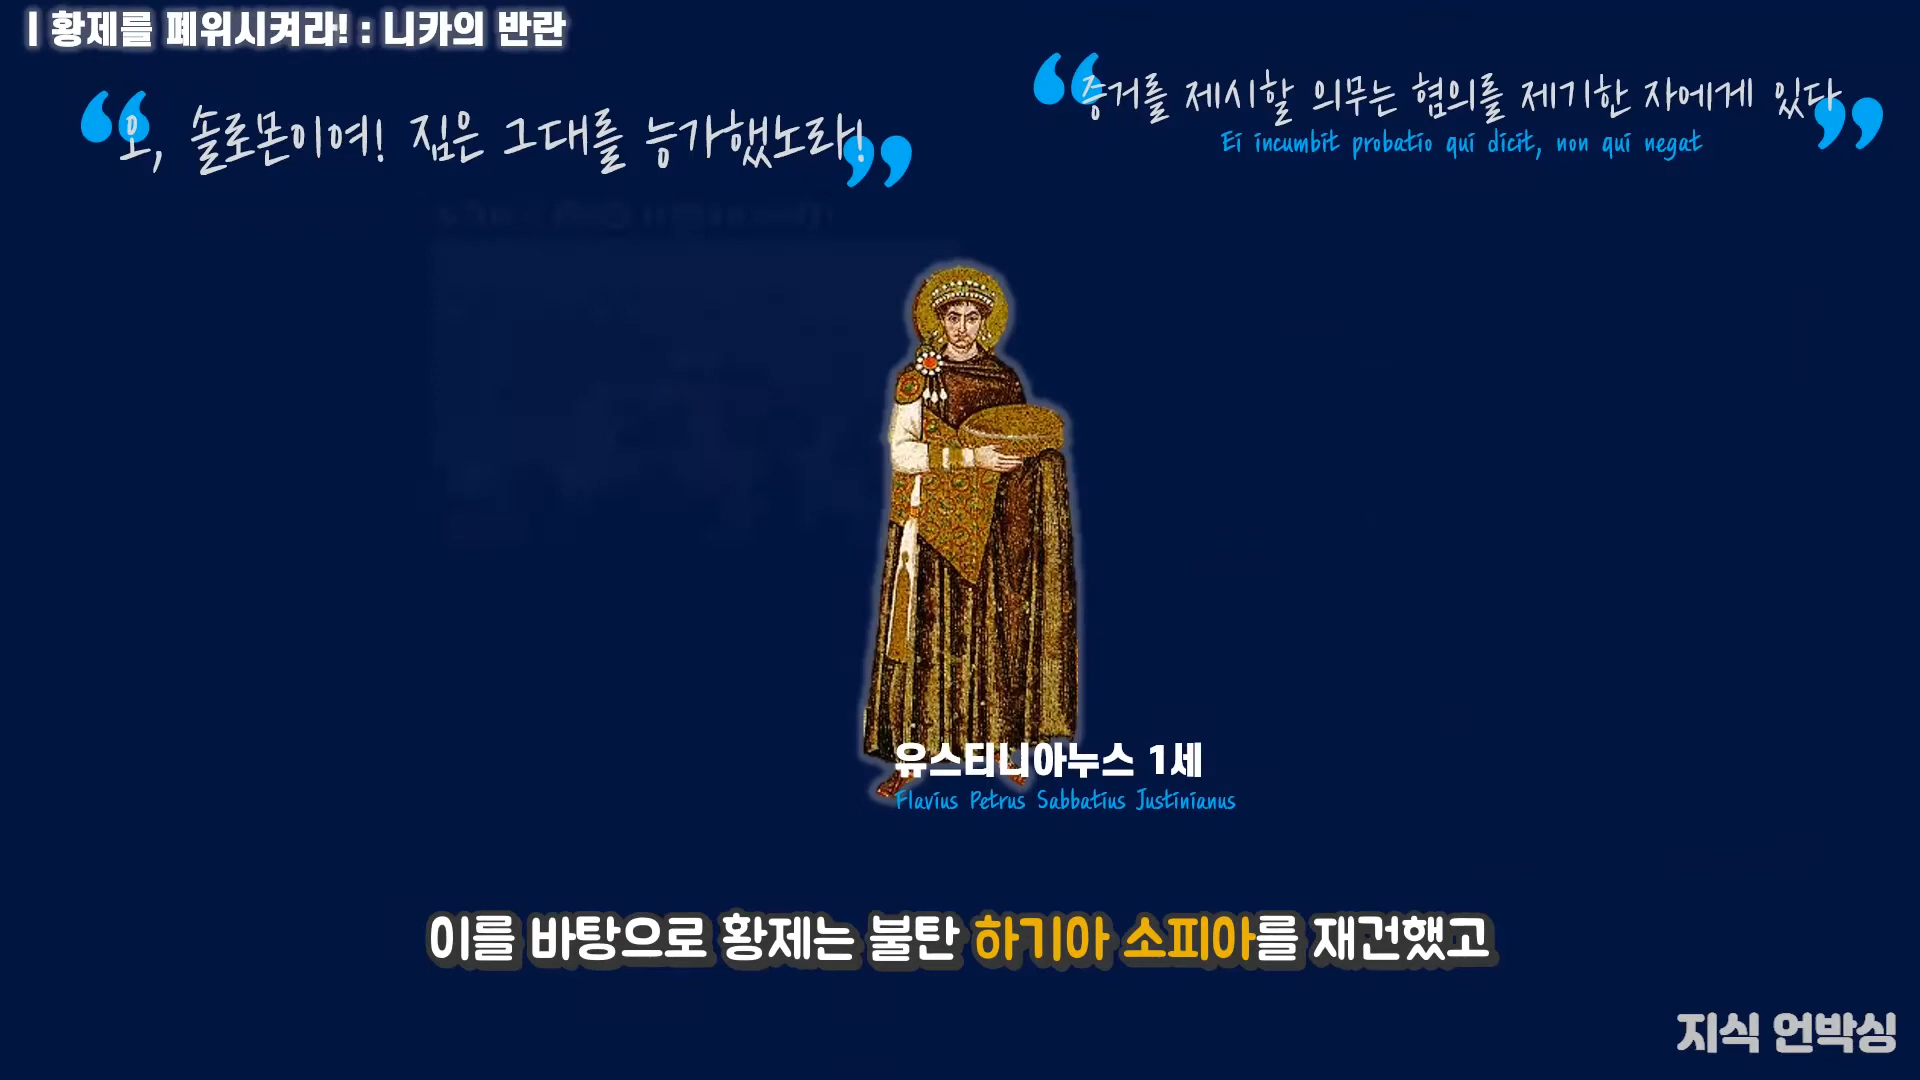 | 황제를 폐위시켜라! : 니카의 반란
오, 솔로몬이여! 짐은 그대를 능가했노라!
증거를 제시할 의무는 혐의를 제기한 자에게 있다
Ei incumbit probatio qui dicit, non qui negat
유스티니아누스 1세
Flavius Petrus Sabbatius Justinianus
이를 바탕으로 황제는 불탄 하기아 소피아를 재건했고
지식 언박싱